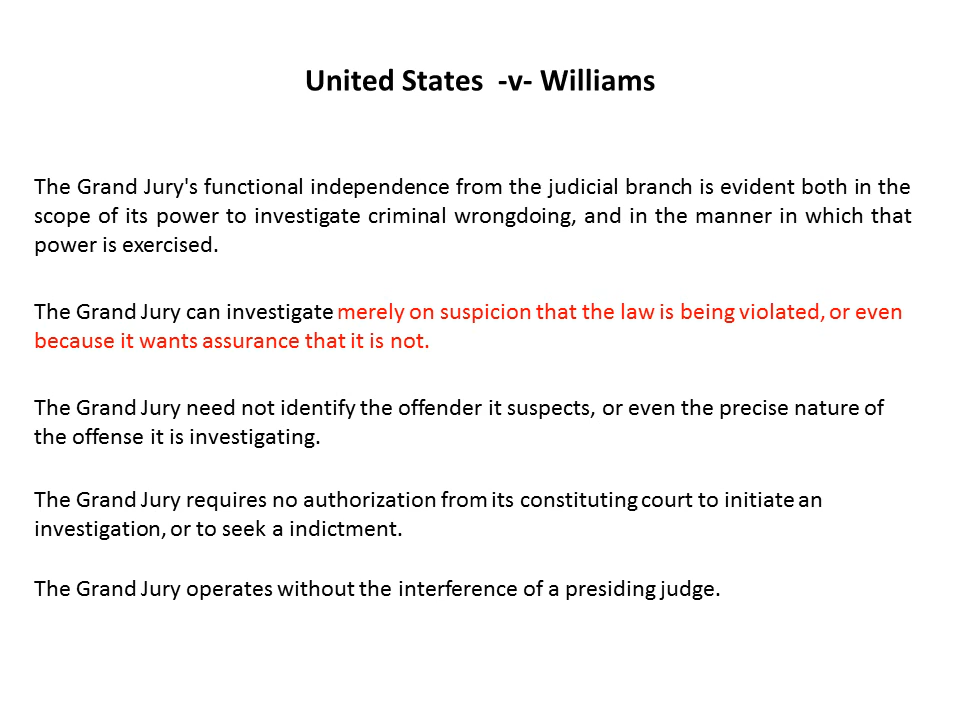 United States  -v- Williams
The Grand Jury's functional independence from the judicial branch is evident both in the
scope of its power to investigate criminal wrongdoing, and in the manner in which that
power is exercised.
The Grand Jury can investigate merely on suspicion that the law is being violated, or even
because it wants assurance that it is not.
The Grand Jury need not identify the offender it suspects, or even the precise nature of
the offense it is investigating.
The Grand Jury requires no authorization from its constituting court to initiate an
investigation, or to seek a indictment.
The Grand Jury operates without the interference of a presiding judge.